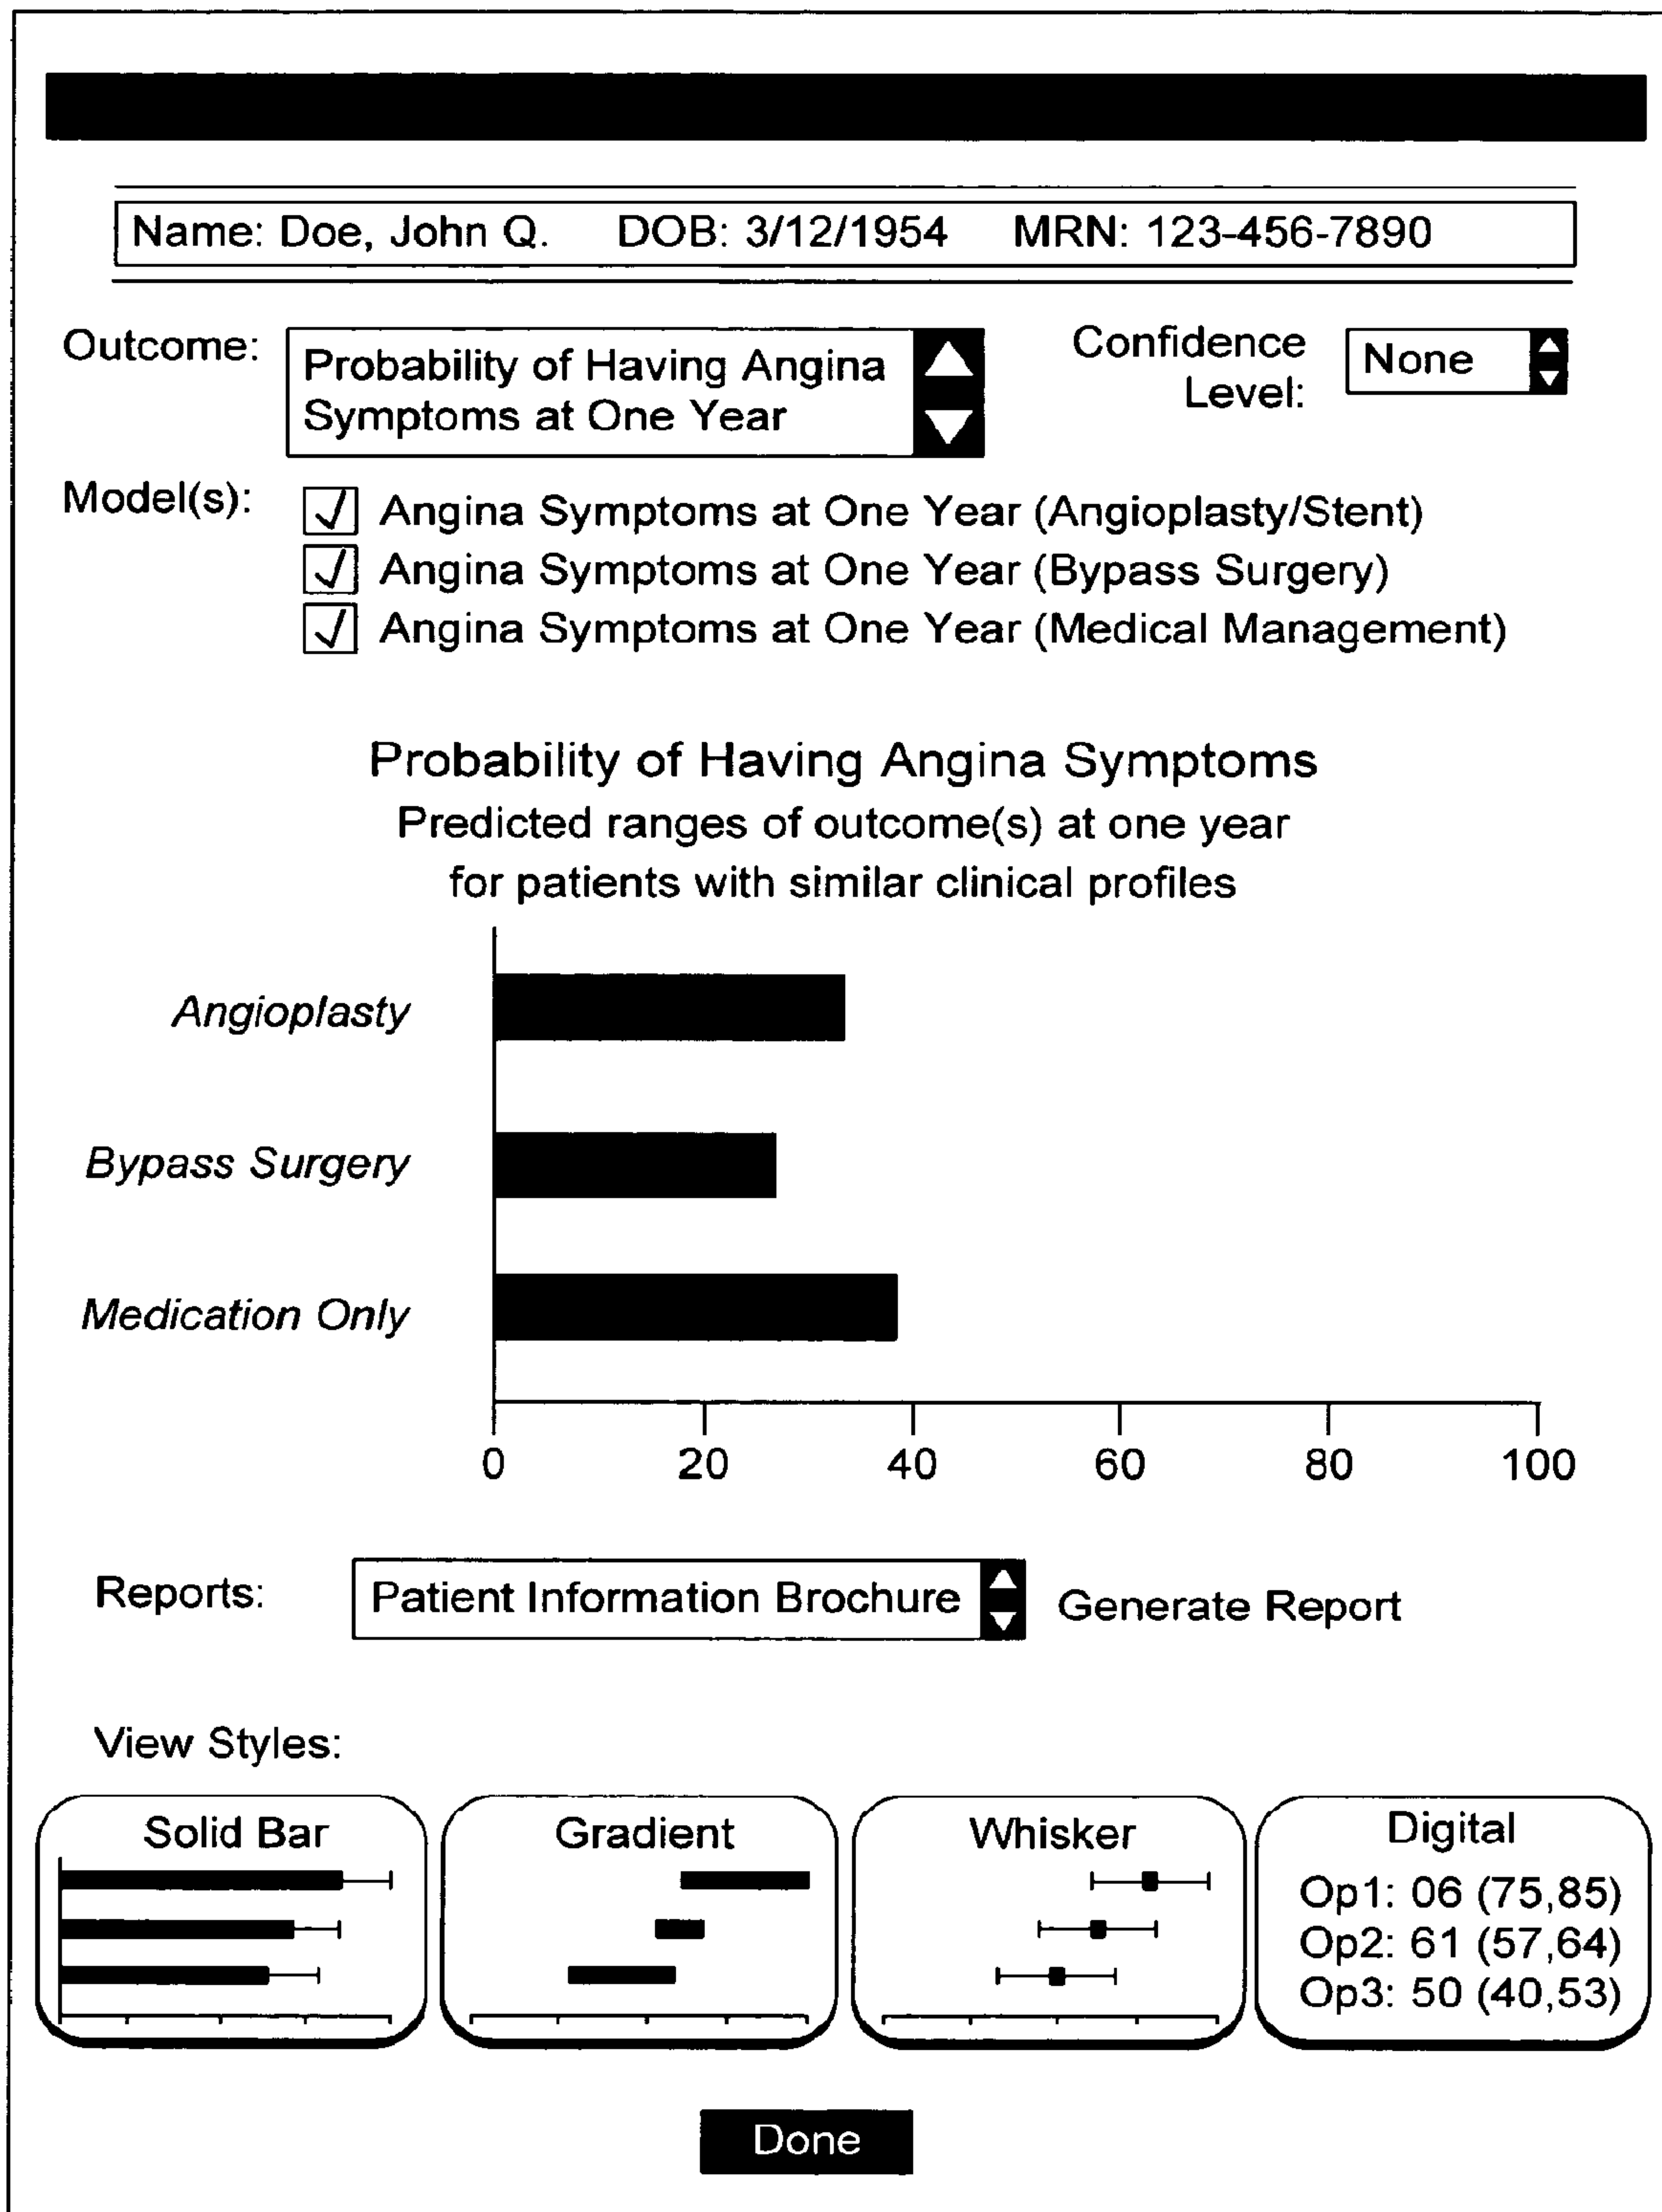 Name: Doe, John Q. DOB: 3/12/1954 MRN: 123-456-7890
Outcome: Probability of Having Angina
Symptoms at One Year
Confidence
Level: None
Model(s): Angina Symptoms at One Year (Angioplasty/Stent)
Angina Symptoms at One Year (Bypass Surgery)
Angina Symptoms at One Year (Medical Management)
Probability of Having Angina Symptoms
Predicted ranges of outcome(s) at one year
for patients with similar clinical profiles
Angioplasty
Bypass Surgery
Medication Only
0 20 40 60 80 100
Reports: Patient Information Brochure Generate Report
View Styles:
Solid Bar Gradient Whisker Digital
Op1: 06 (75,85)
Op2: 61 (57,64)
Op3: 50 (40,53)
Done